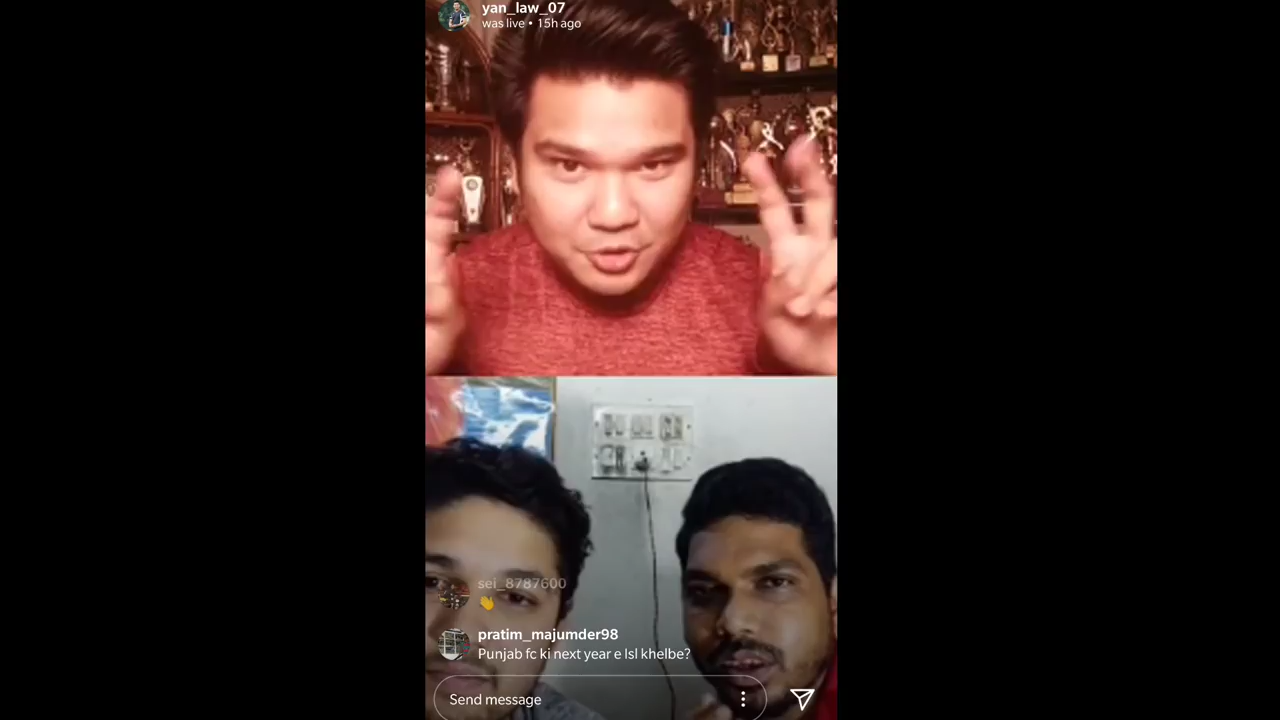 yan_law_07
was live • 15h ago
sei_8787600
pratim_majumder98
Punjab fc ki next year e Isl khelbe?
Send message